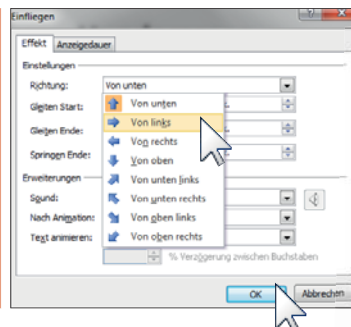 Einfliegen
Effekt Anzeigedauer
Einstellungen
Richtung: Von unten
Gleiten Start:
Gleiten Ende:
Springen Ende:
Von unten
Von links
Von rechts
Von oben
Von unten links
Von unten rechts
Von oben links
Von oben rechts
Erweiterungen
Sound:
Nach Animation:
Text animieren:
% Verzögerung zwischen Buchstaben
OK Abbrechen